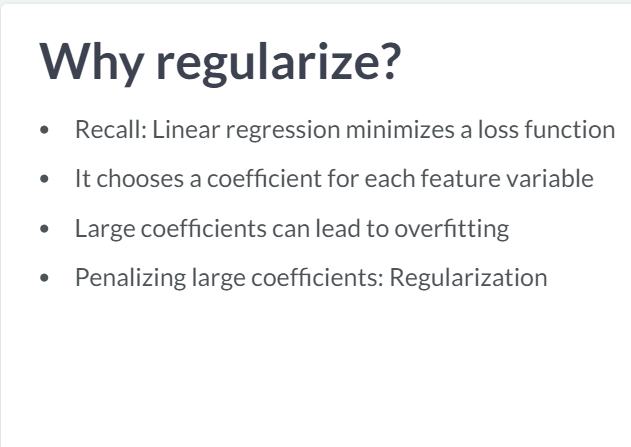 Why regularize?
• Recall: Linear regression minimizes a loss function
• It chooses a coefficient for each feature variable
• Large coefficients can lead to overfitting
• Penalizing large coefficients: Regularization